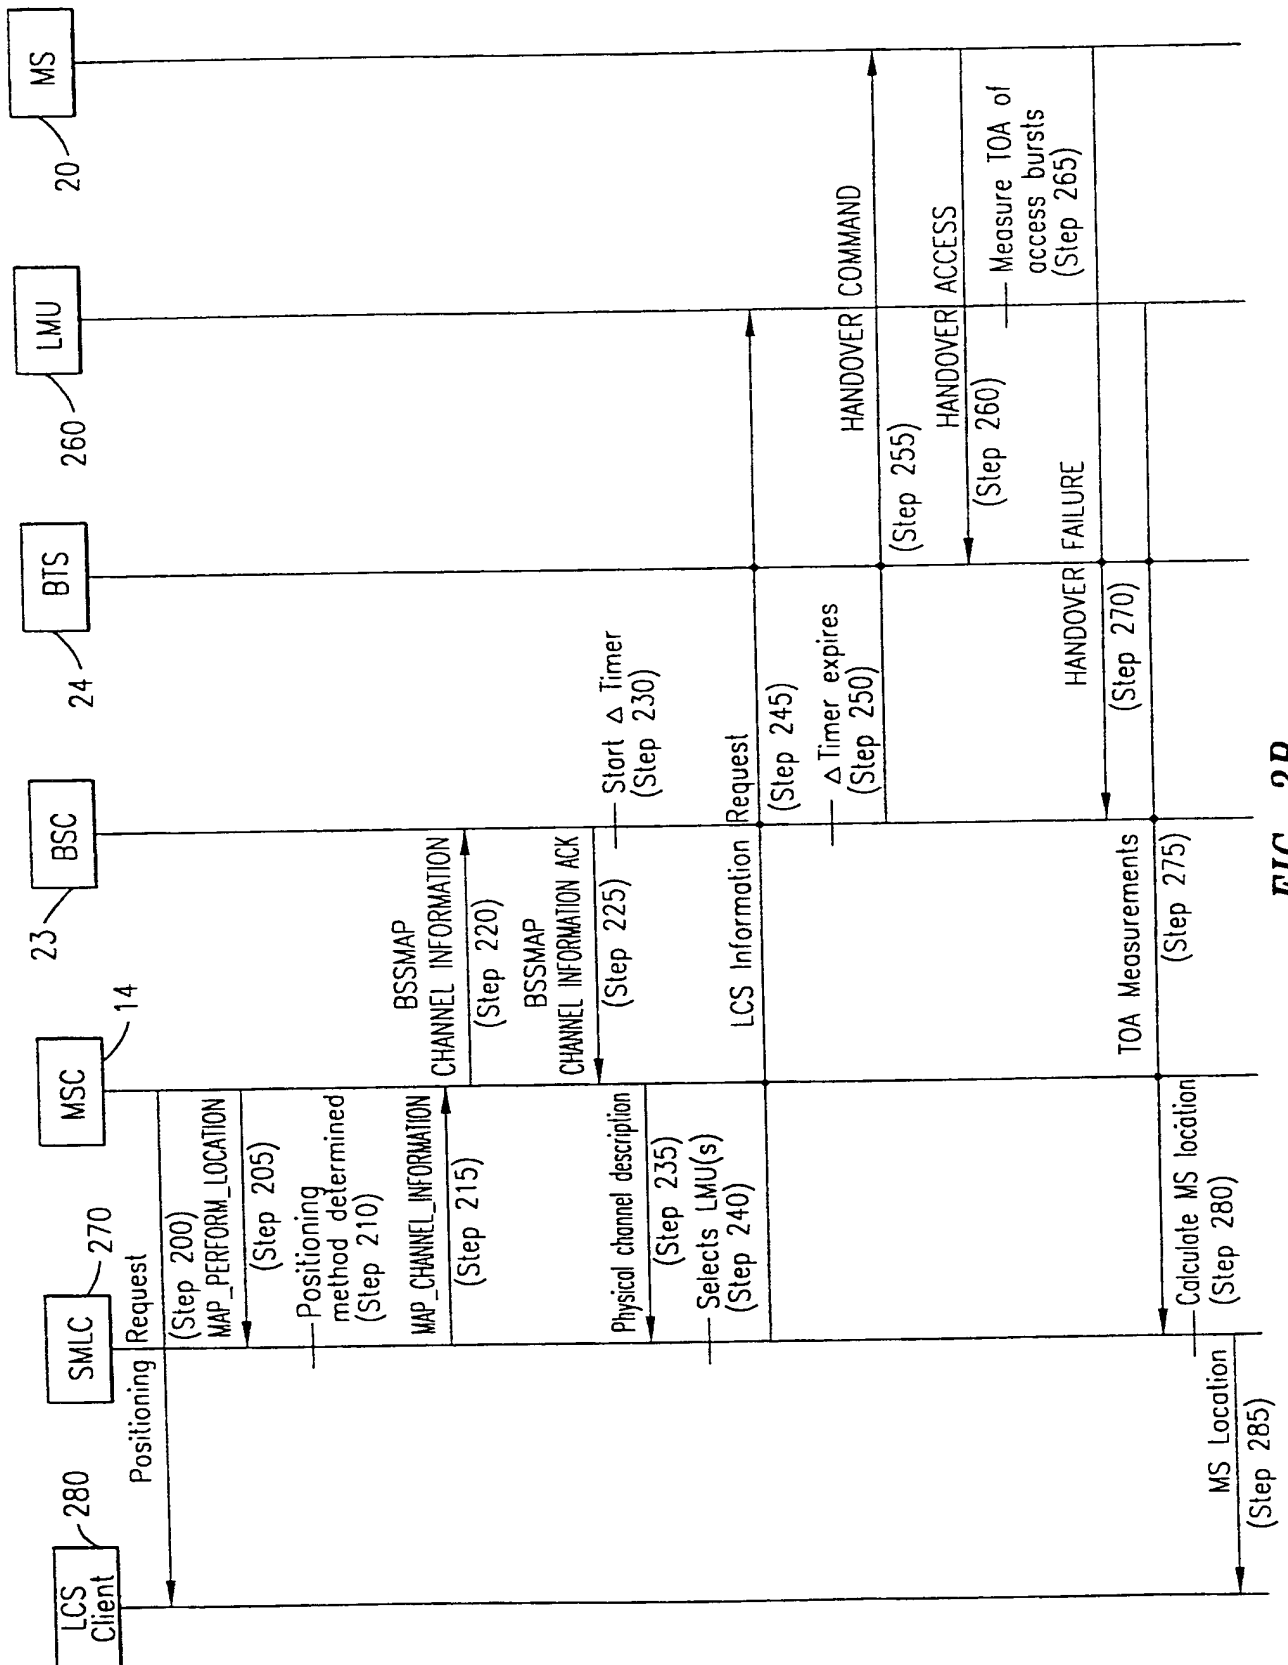 LCS
Client
280
SMLC
270
MSC
14
BSC
23
BTS
24
LMU
260
MS
20
Positioning Request
(Step 200)
MAP_PERFORM_LOCATION
(Step 205)
Positioning
method determined
(Step 210)
MAP_CHANNEL_INFORMATION
(Step 215)
BSSMAP
CHANNEL INFORMATION
(Step 220)
BSSMAP
CHANNEL INFORMATION ACK
(Step 225)
Start Δ Timer
(Step 230)
Physical channel description
(Step 235)
Selects LMU(s)
(Step 240)
LCS Information Request
(Step 245)
Δ Timer expires
(Step 250)
HANDOVER COMMAND
(Step 255)
HANDOVER ACCESS
(Step 260)
Measure TOA of
access bursts
(Step 265)
HANDOVER FAILURE
(Step 270)
TOA Measurements
(Step 275)
Calculate MS location
(Step 280)
MS Location
(Step 285)